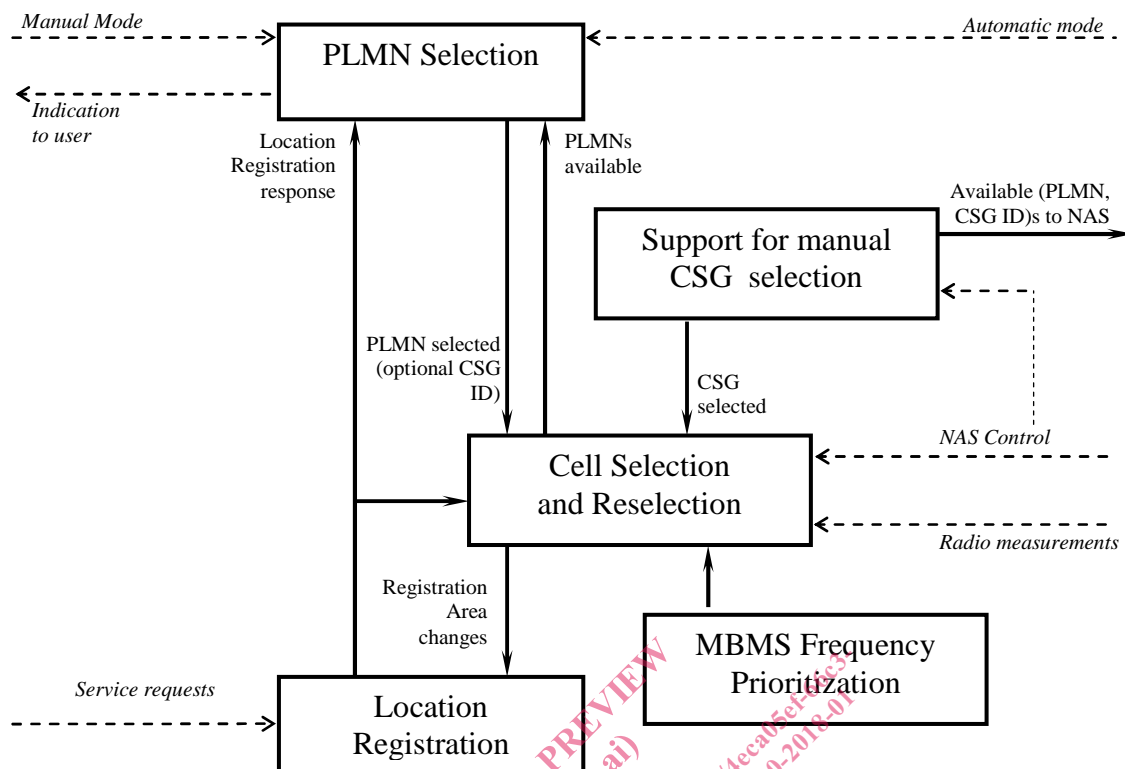 Manual Mode
Automatic mode
PLMN Selection
Indication
to user
Location
Registration
response
PLMNs
available
Available (PLMN,
CSG ID)s to NAS
Support for manual
CSG selection
PLMN selected
(optional CSG
ID)
CSG
selected
NAS Control
Cell Selection
and Reselection
Radio measurements
Registration
Area
changes
MBMS Frequency
Prioritization
Service requests
Location
Registration
PREVIEW
ai)